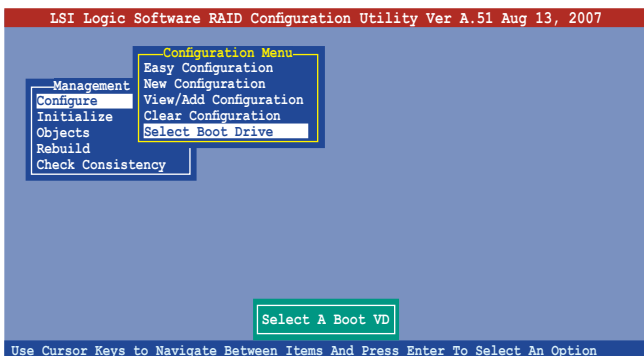 LSI Logic Software RAID Configuration Utility Ver A.51 Aug 13, 2007
Configuration Menu
Easy Configuration
New Configuration
View/Add Configuration
Clear Configuration
Select Boot Drive
Management
Configure
Initialize
Objects
Rebuild
Check Consistency
Select A Boot VD
Use Cursor Keys to Navigate Between Items And Press Enter To Select An Option